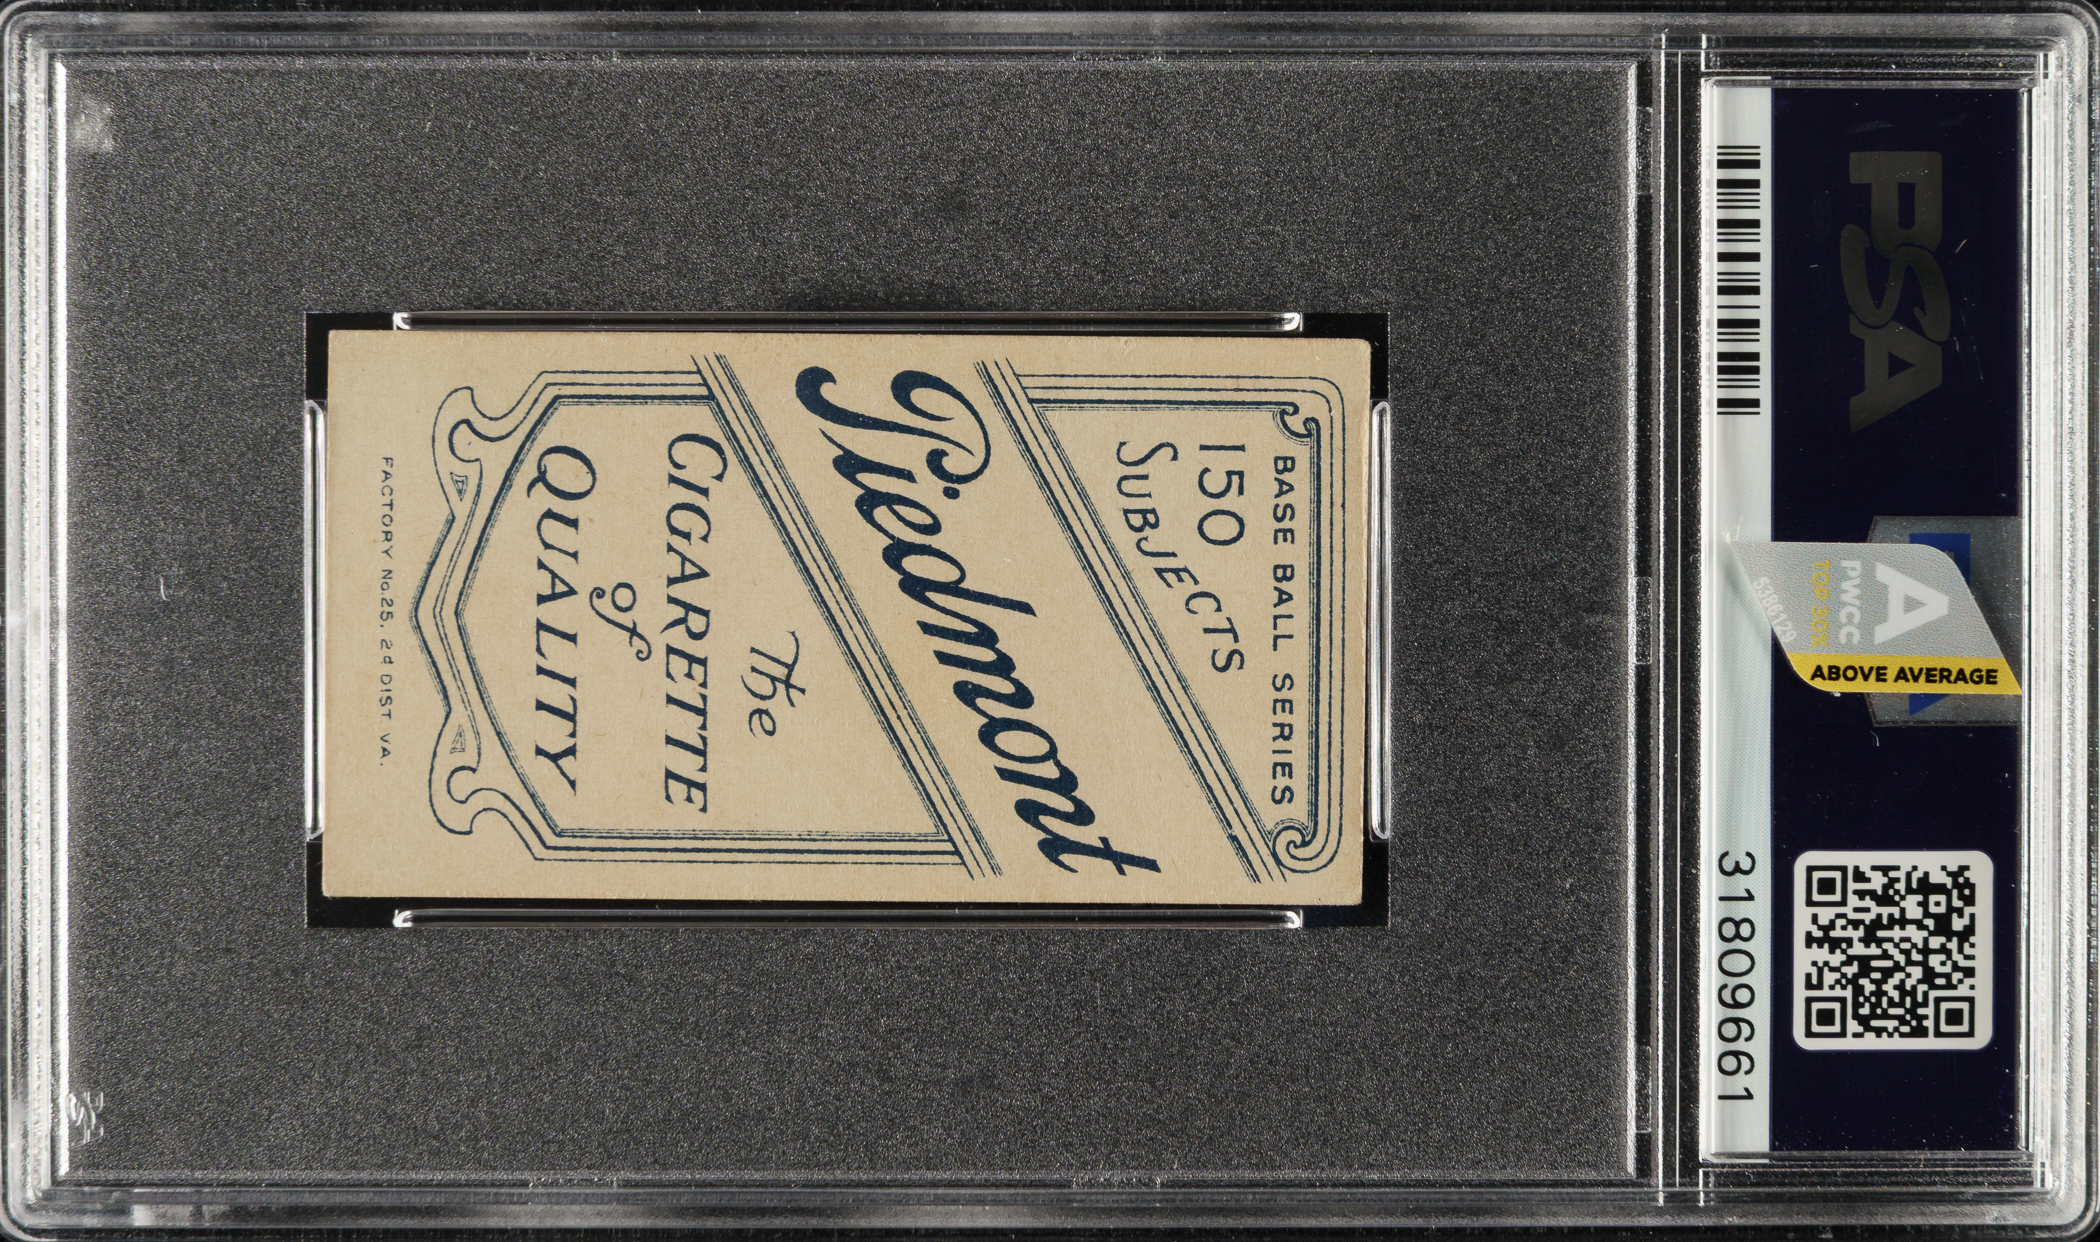 PSA
A
PWCC
TOP 30%
5386129
ABOVE AVERAGE
31809661
BASE BALL SERIES
150
SUBJECTS
Piedmont
The
CIGARETTE
of
QUALITY
FACTORY No. 25, 2d DIST. VA.